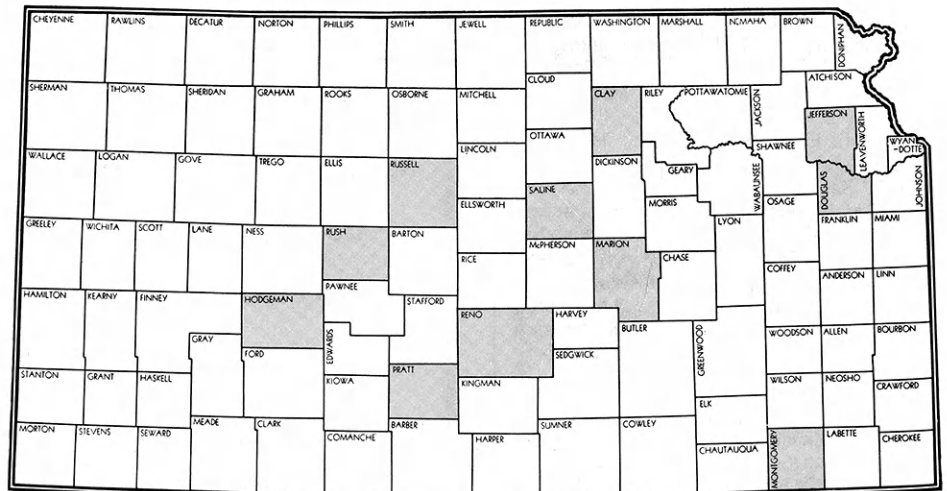 CHEYENNE
RAWLINS
DECATUR
NORTON
PHILLIPS
SMITH
JEWELL
REPUBLIC
WASHINGTON
MARSHALL
NEMAHA
BROWN
DONIPHAN
SHERMAN
THOMAS
SHERIDAN
GRAHAM
ROOKS
OSBORNE
MITCHELL
CLOUD
CLAY
RILEY
POTTAWATOMIE
JACKSON
ATCHISON
JEFFERSON
LEAVENWORTH
WYAN
-DOTTE
WALLACE
LOGAN
GOVE
TREGO
ELLIS
RUSSELL
LINCOLN
OTTAWA
DICKINSON
GEARY
WABAUNSEE
SHAWNEE
DOUGLAS
JOHNSON
ELLSWORTH
SALINE
MORRIS
LYON
OSAGE
FRANKLIN
MIAMI
GREELEY
WICHITA
SCOTT
LANE
NESS
RUSH
BARTON
RICE
McPHERSON
MARION
CHASE
COFFEY
ANDERSON
LINN
HAMILTON
KEARNY
FINNEY
HODGEMAN
PAWNEE
STAFFORD
RENO
HARVEY
BUTLER
GREENWOOD
WOODSON
ALLEN
BOURBON
GRAY
FORD
EDWARDS
SEDGWICK
STANTON
GRANT
HASKELL
KIOWA
PRATT
KINGMAN
ELK
WILSON
NEOSHO
CRAWFORD
MORTON
STEVENS
SEWARD
MEADE
CLARK
COMANCHE
BARBER
HARPER
SUMNER
COWLEY
CHAUTAUQUA
MONTGOMERY
LABETTE
CHEROKEE